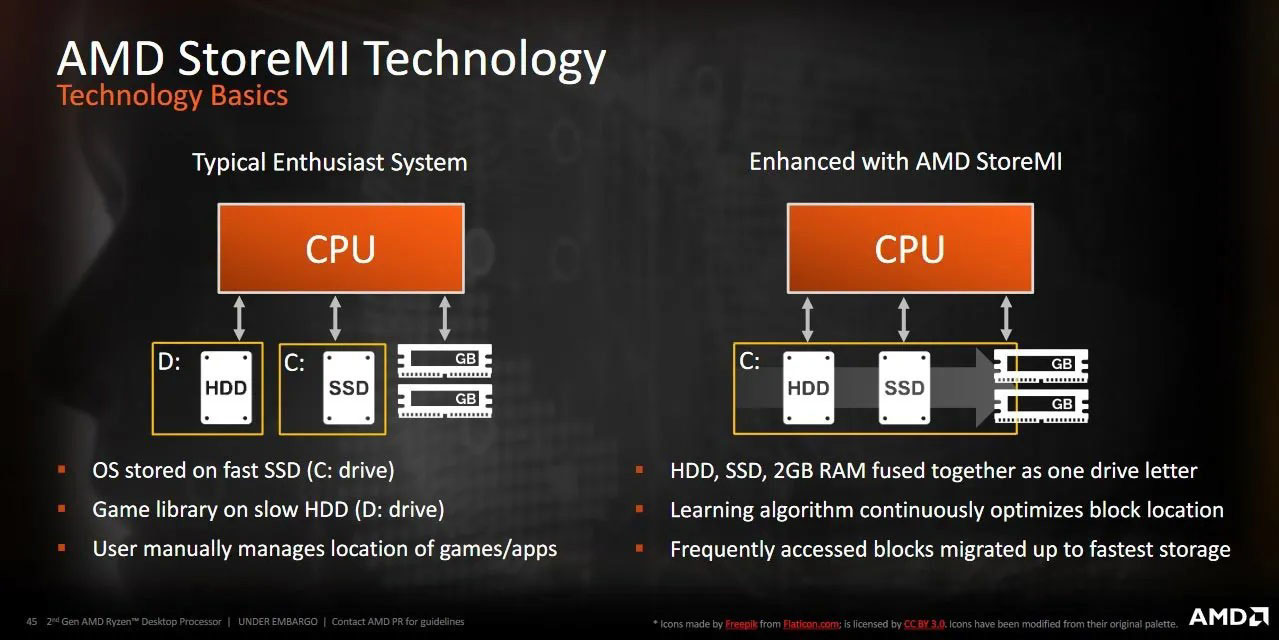 AMD StoreMI Technology
Technology Basics
Typical Enthusiast System
CPU
D:
HDD
C:
SSD
GB
GB
OS stored on fast SSD (C: drive)
Game library on slow HDD (D: drive)
User manually manages location of games/apps
Enhanced with AMD StoreMI
CPU
C:
HDD
SSD
GB
GB
HDD, SSD, 2GB RAM fused together as one drive letter
Learning algorithm continuously optimizes block location
Frequently accessed blocks migrated up to fastest storage
45 2nd Gen AMD Ryzen™ Desktop Processor | UNDER EMBARGO | Contact AMD PR for guidelines
* Icons made by Freepik from Flaticon.com; is licensed by CC BY 3.0. Icons have been modified from their original palette.
AMD